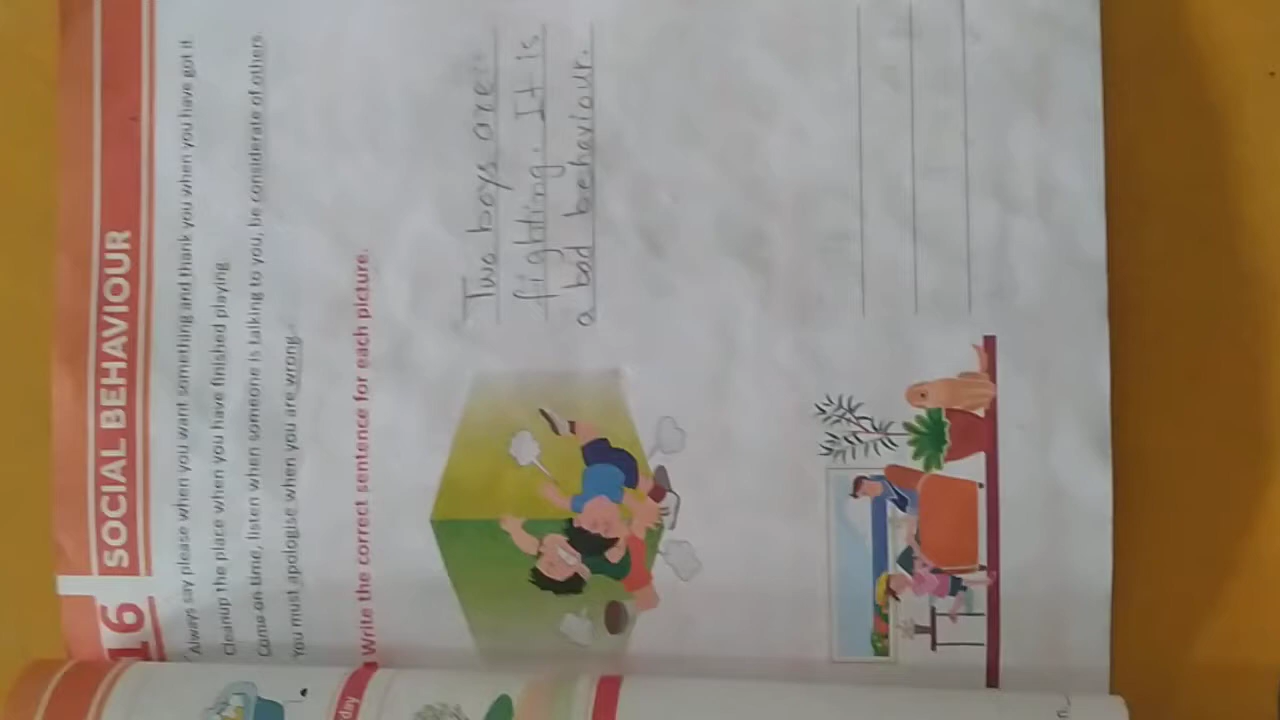 16 SOCIAL BEHAVIOUR
Always say please when you want something and thank you when you have got it.
Cleanup the place when you have finished playing.
Come on time, listen when someone is talking to you, be considerate of others.
You must apologise when you are wrong.
Write the correct sentence for each picture.
Two boys are
fighting. It is
a bad behaviour.
day